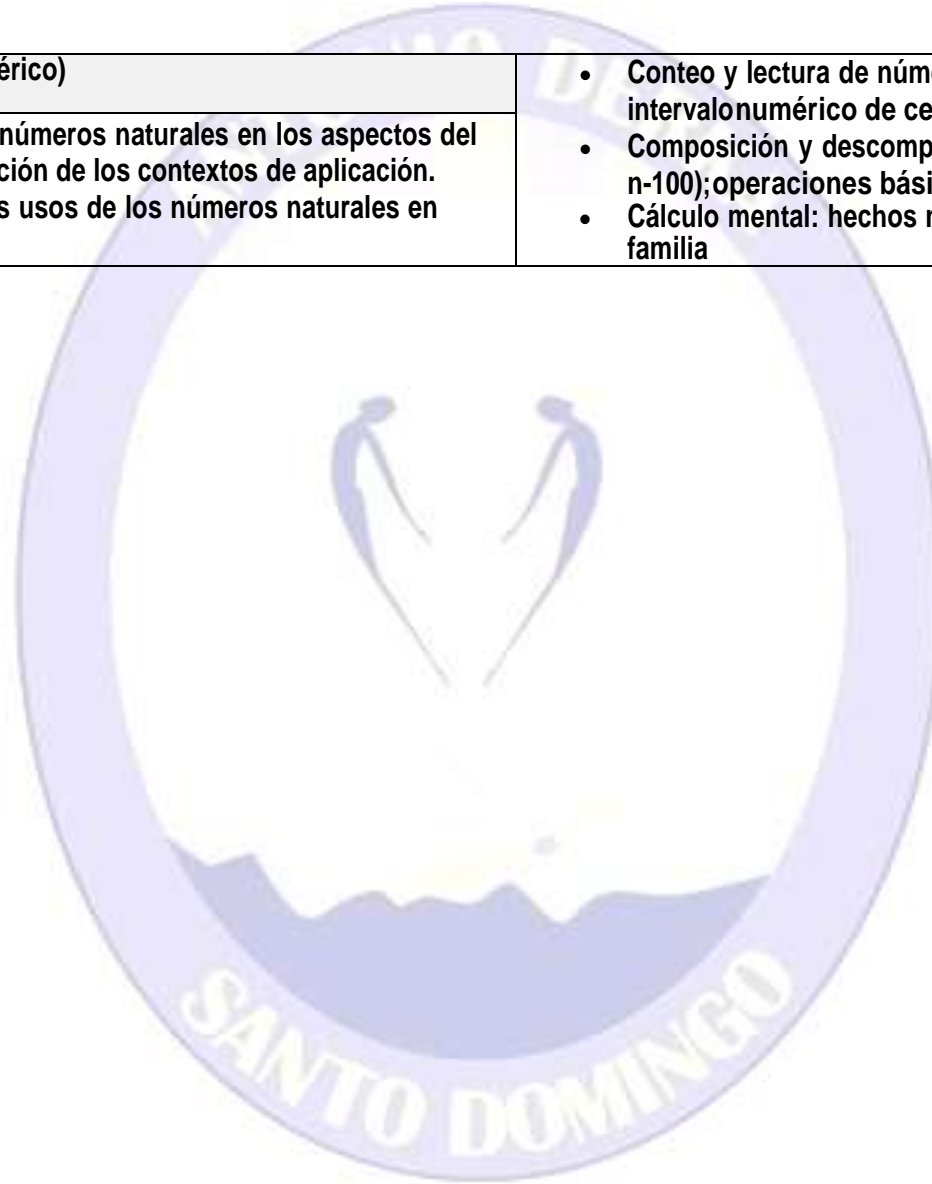 érico)
números naturales en los aspectos del
ción de los contextos de aplicación.
s usos de los números naturales en
• Conteo y lectura de núm
intervalonumérico de ce
• Composición y descomp
n-100);operaciones bási
• Cálculo mental: hechos
familia
SANTO DOMINGO